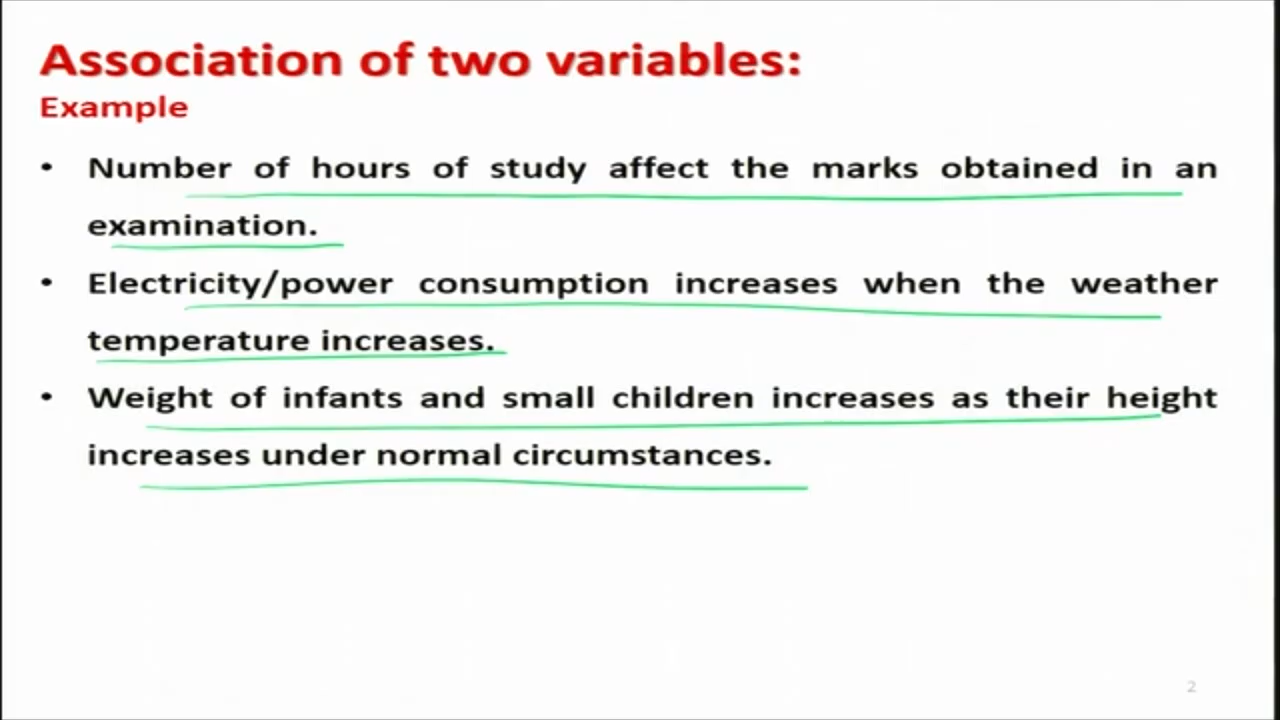 Association of two variables:
Example
• Number of hours of study affect the marks obtained in an
examination.
• Electricity/power consumption increases when the weather
temperature increases.
• Weight of infants and small children increases as their height
increases under normal circumstances.
2